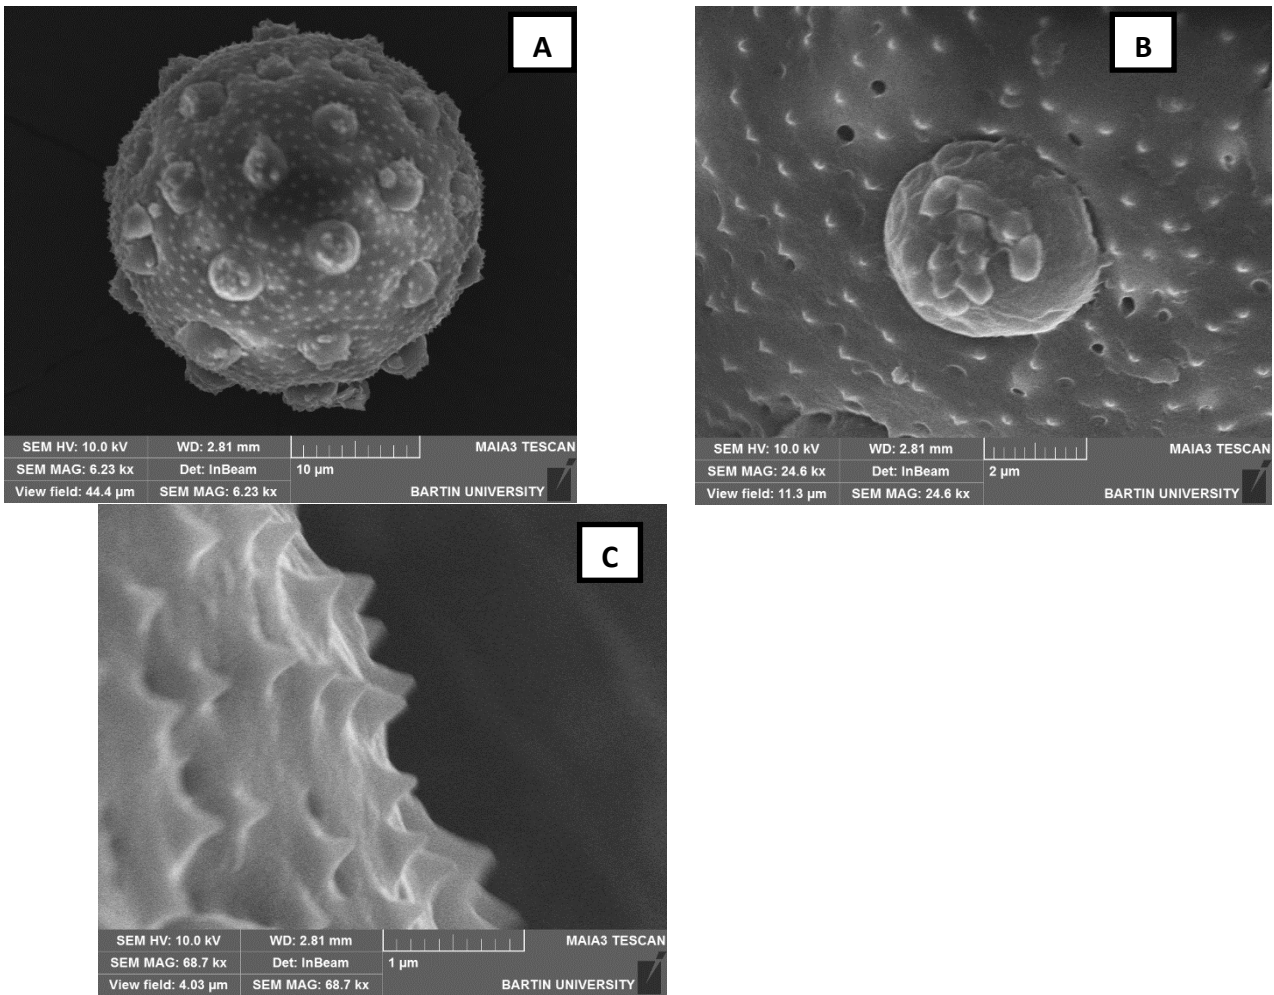 A
SEM HV: 10.0 kV WD: 2.81 mm MAIA3 TESCAN
SEM MAG: 6.23 kx Det: InBeam 10 µm
View field: 44.4 µm SEM MAG: 6.23 kx BARTIN UNIVERSITY
B
SEM HV: 10.0 kV WD: 2.81 mm MAIA3 TESCAN
SEM MAG: 24.6 kx Det: InBeam 2 µm
View field: 11.3 µm SEM MAG: 24.6 kx BARTIN UNIVERSITY
C
SEM HV: 10.0 kV WD: 2.81 mm MAIA3 TESCAN
SEM MAG: 68.7 kx Det: InBeam 1 µm
View field: 4.03 µm SEM MAG: 68.7 kx BARTIN UNIVERSITY